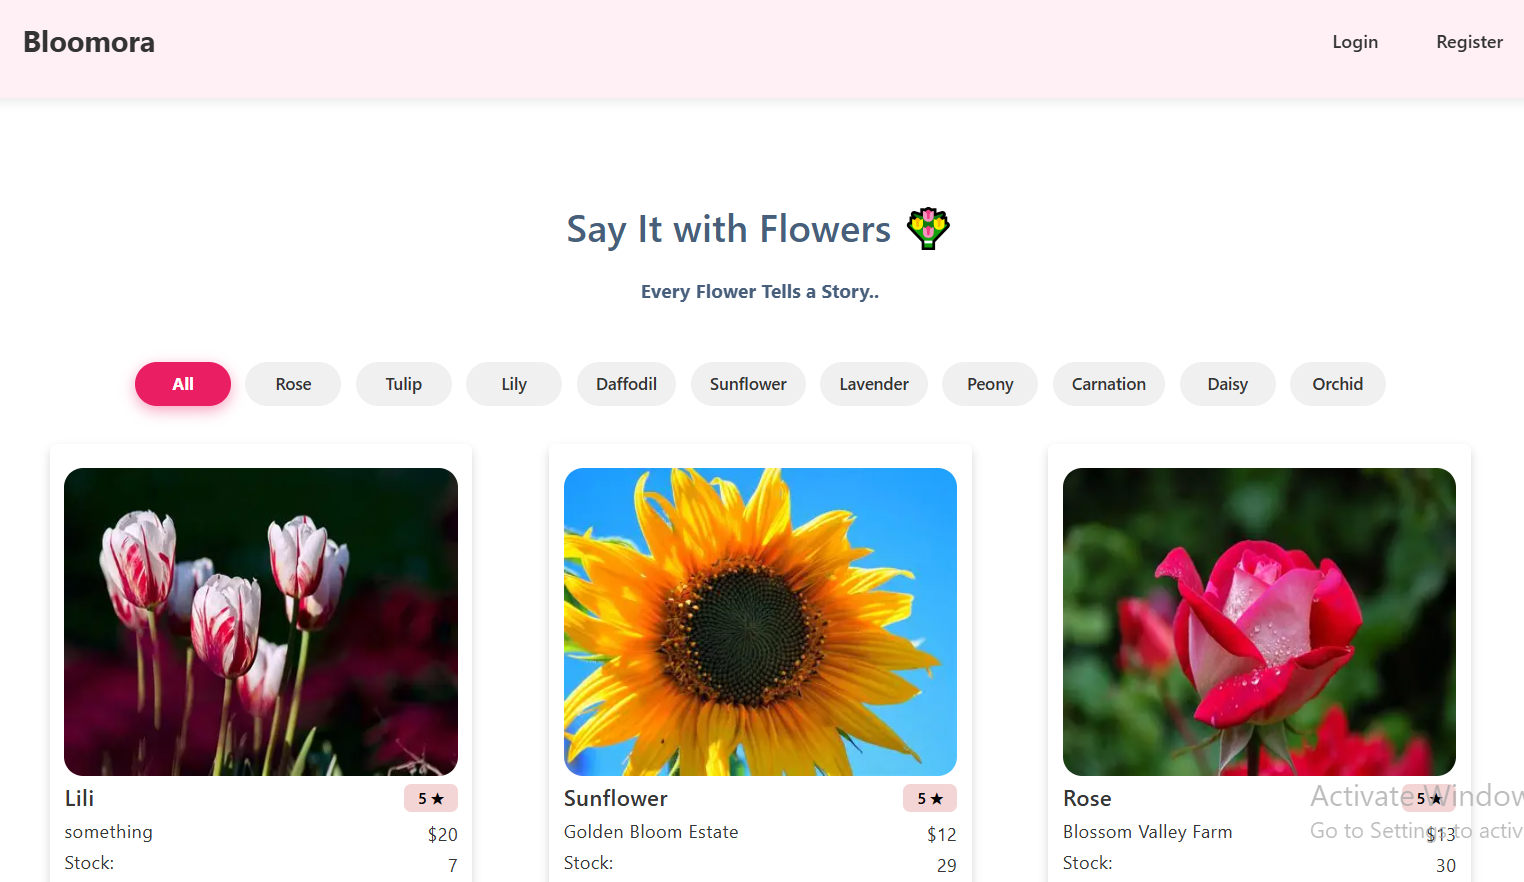 Bloomora
Login
Register
Say It with Flowers
Every Flower Tells a Story..
All
Rose
Tulip
Lily
Daffodil
Sunflower
Lavender
Peony
Carnation
Daisy
Orchid
Lili
5 ★
something
$20
Stock:
7
Sunflower
5 ★
Golden Bloom Estate
$12
Stock:
29
Rose
5 ★
Blossom Valley Farm
$13
Stock:
30
Activate Window
Go to Settings to activ